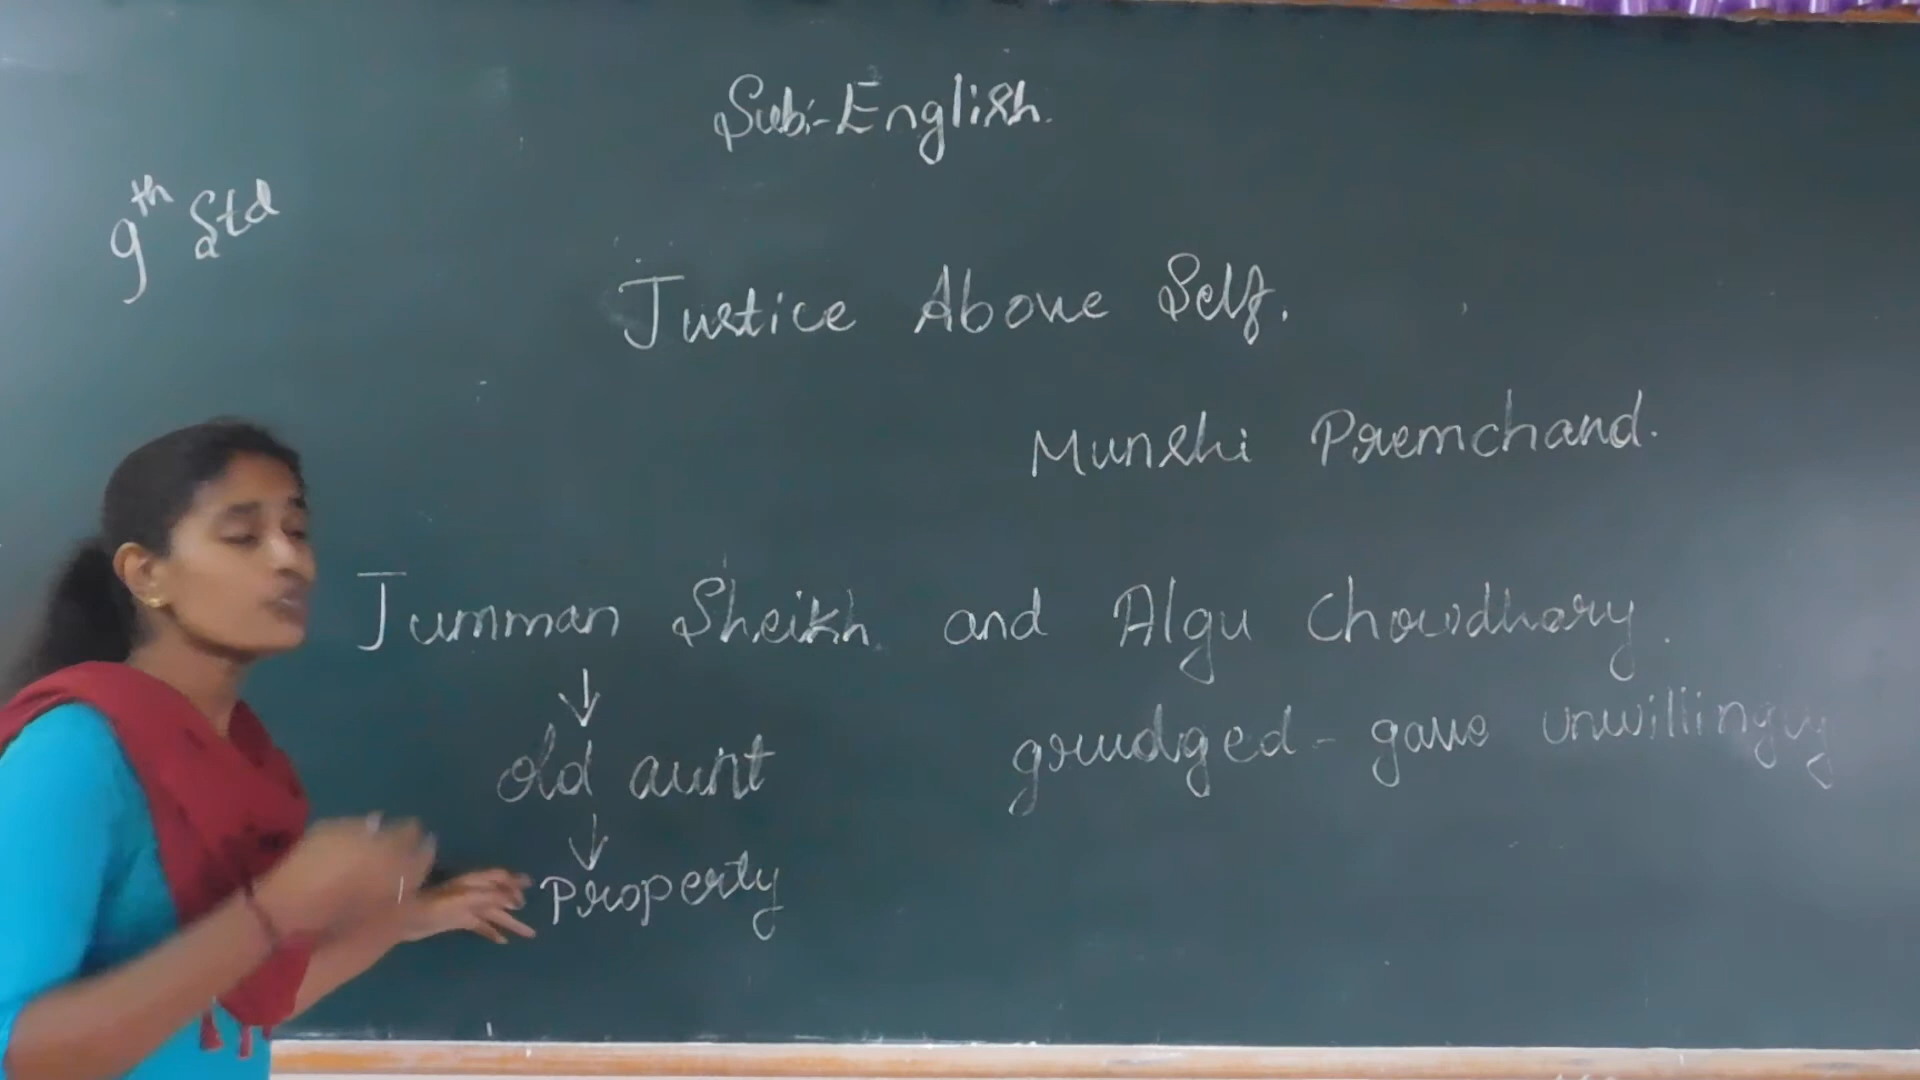 Sub:-English.
9th Std
Justice Above Self.
Munshi Premchand.
Jumman Sheikh and Algu Chowdhary.
↓
old aunt
grudged - gave unwillingly
↓
Property